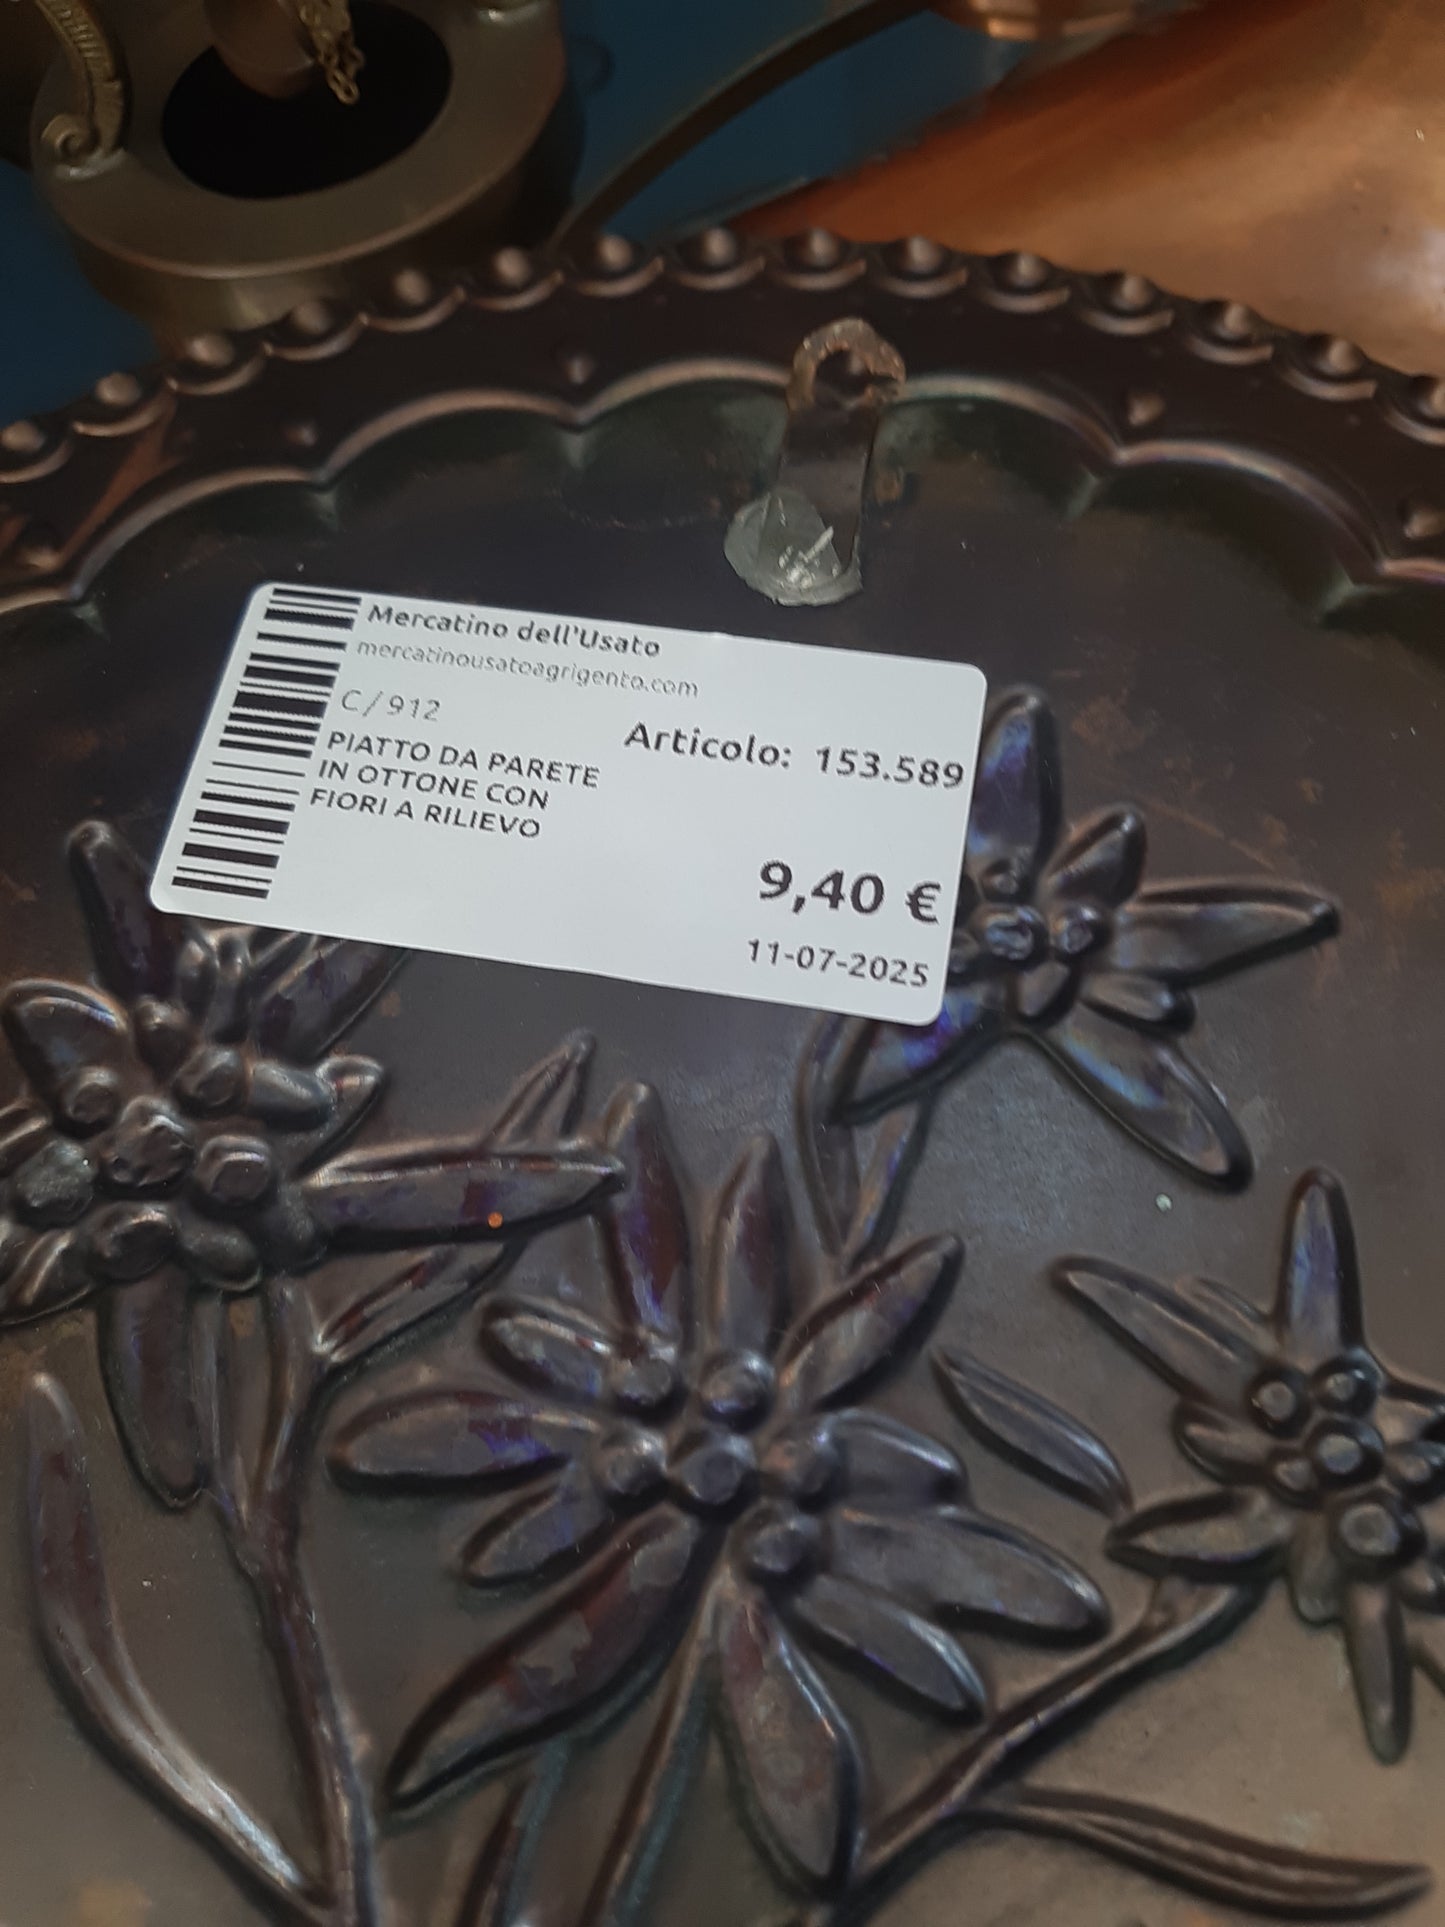 Mercatino dell'Usato
mercatinousatoagrigento.com
C/912
Articolo: 153.589
PIATTO DA PARETE
IN OTTONE CON
FIORI A RILIEVO
9,40 €
11-07-2025